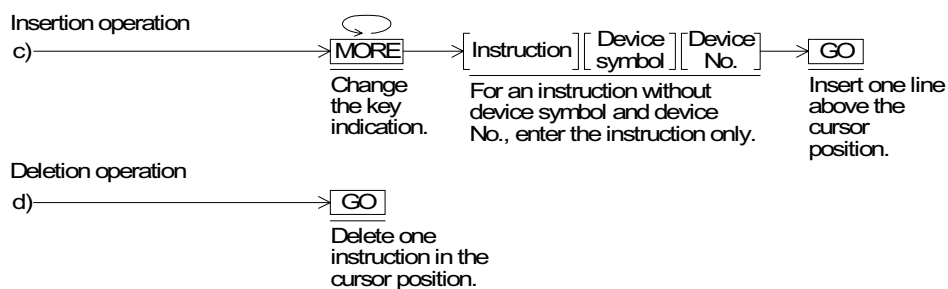 Insertion operation
c) MORE [Instruction] [Device symbol] [Device No.] GO
Change the key indication.
For an instruction without device symbol and device No., enter the instruction only.
Insert one line above the cursor position.
Deletion operation
d) GO
Delete one instruction in the cursor position.